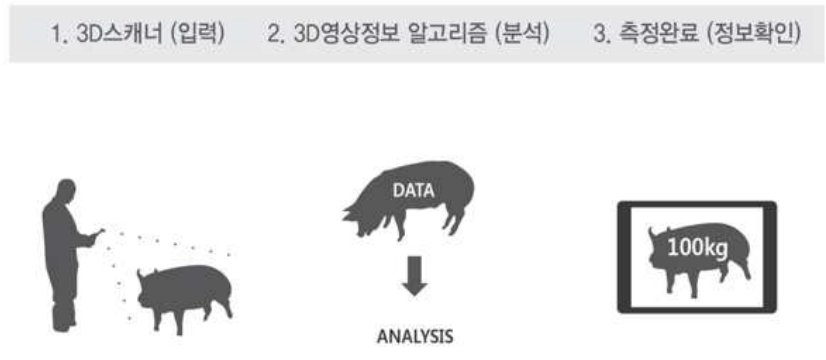 1. 3D스캐너 (입력) 2. 3D영상정보 알고리즘 (분석) 3. 측정완료 (정보확인)
DATA
100kg
ANALYSIS